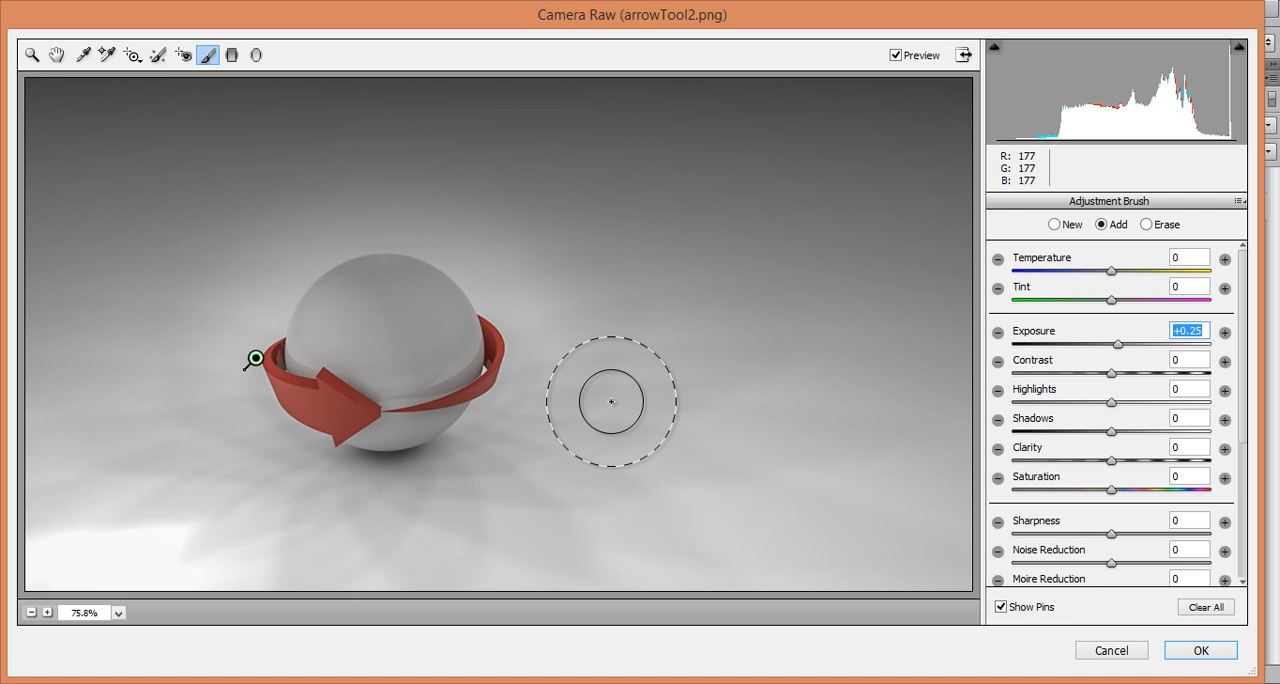 Camera Raw (arrowTool2.png)
Preview
R: 177
G: 177
B: 177
Adjustment Brush
New Add Erase
Temperature 0
Tint 0
Exposure +0.25
Contrast 0
Highlights 0
Shadows 0
Clarity 0
Saturation 0
Sharpness 0
Noise Reduction 0
Moire Reduction 0
Show Pins Clear All
75.8%
Cancel OK